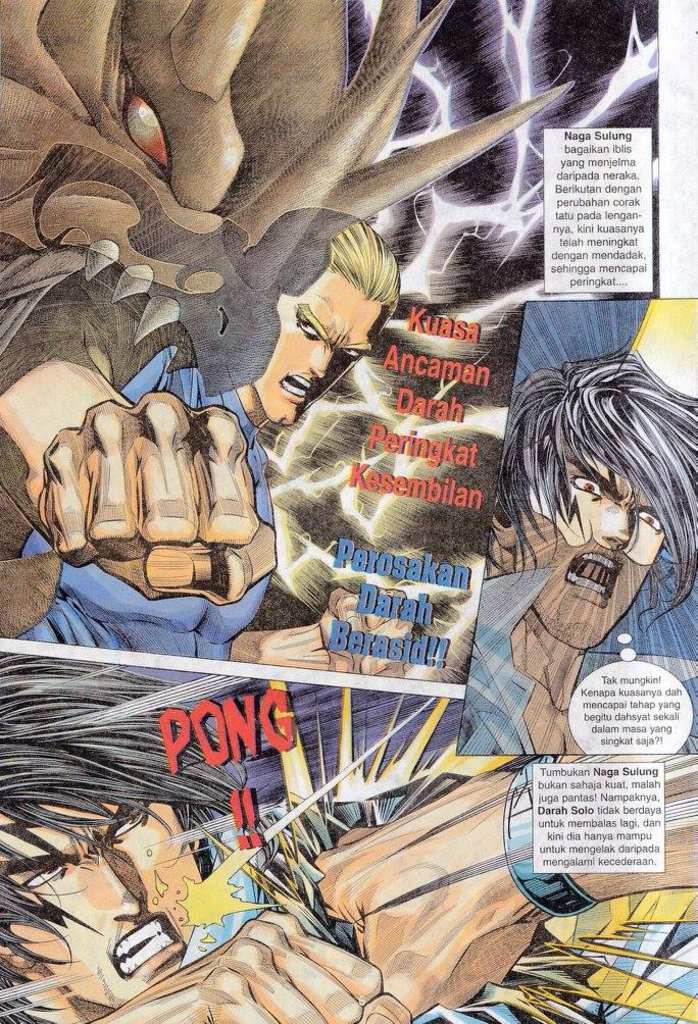 Naga Sulung
bagaikan iblis
yang menjelma
daripada neraka.
Berikutan dengan
perubahan corak
tatu pada lengan-
nya, kini kuasanya
telah meningkat
dengan mendadak,
sehingga mencapai
peringkat....
Kuasa
Ancaman
Darah
Peringkat
Kesembilan
Perosakan
Darah
Berasid!!
Tak mungkin!
Kenapa kuasanya dah
mencapai tahap yang
begitu dahsyat sekali
dalam masa yang
singkat saja?!
PONG
!!
Tumbukan Naga Sulung
bukan sahaja kuat, malah
juga pantas! Nampaknya,
Darah Solo tidak berdaya
untuk membalas lagi, dan
kini dia hanya mampu
untuk mengelak daripada
mengalami kecederaan.